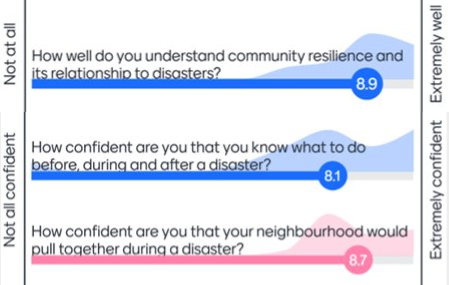 Not at all
How well do you understand community resilience and
its relationship to disasters?
8.9
Extremely well
Not all confident
How confident are you that you know what to do
before, during and after a disaster?
8.1
How confident are you that your neighbourhood would
pull together during a disaster?
8.7
Extremely confident